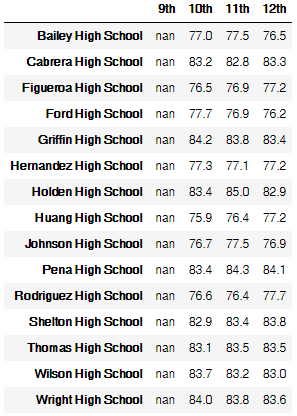 9th 10th 11th 12th
Bailey High School nan 77.0 77.5 76.5
Cabrera High School nan 83.2 82.8 83.3
Figueroa High School nan 76.5 76.9 77.2
Ford High School nan 77.7 76.9 76.2
Griffin High School nan 84.2 83.8 83.4
Hernandez High School nan 77.3 77.1 77.2
Holden High School nan 83.4 85.0 82.9
Huang High School nan 75.9 76.4 77.2
Johnson High School nan 76.7 77.5 76.9
Pena High School nan 83.4 84.3 84.1
Rodriguez High School nan 76.6 76.4 77.7
Shelton High School nan 82.9 83.4 83.8
Thomas High School nan 83.1 83.5 83.5
Wilson High School nan 83.7 83.2 83.0
Wright High School nan 84.0 83.8 83.6